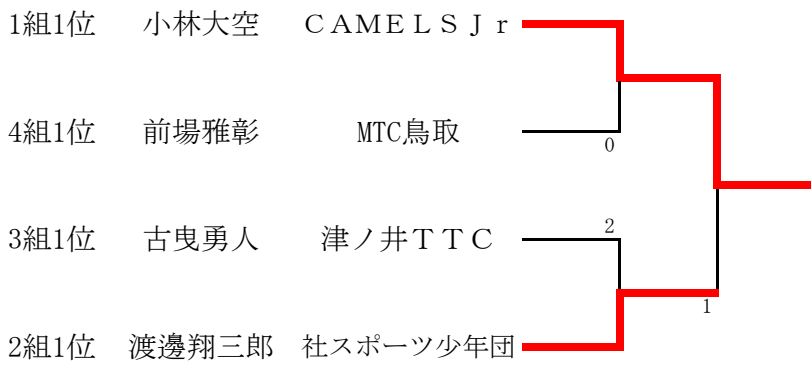 1組1位 小林大空 ＣＡＭＥＬＳＪｒ
4組1位 前場雅彰 MTC鳥取
0
3組1位 古曳勇人 津ノ井ＴＴＣ
2
1
2組1位 渡邊翔三郎 社スポーツ少年団